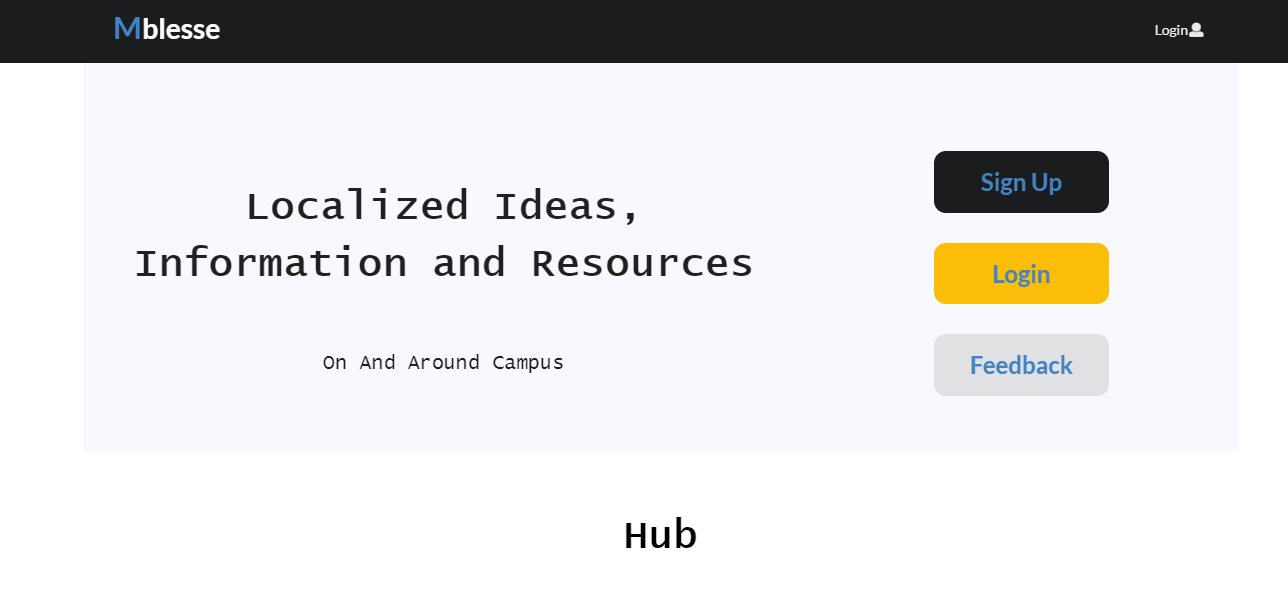 Mblesse
Login
Localized Ideas,
Information and Resources
On And Around Campus
Sign Up
Login
Feedback
Hub